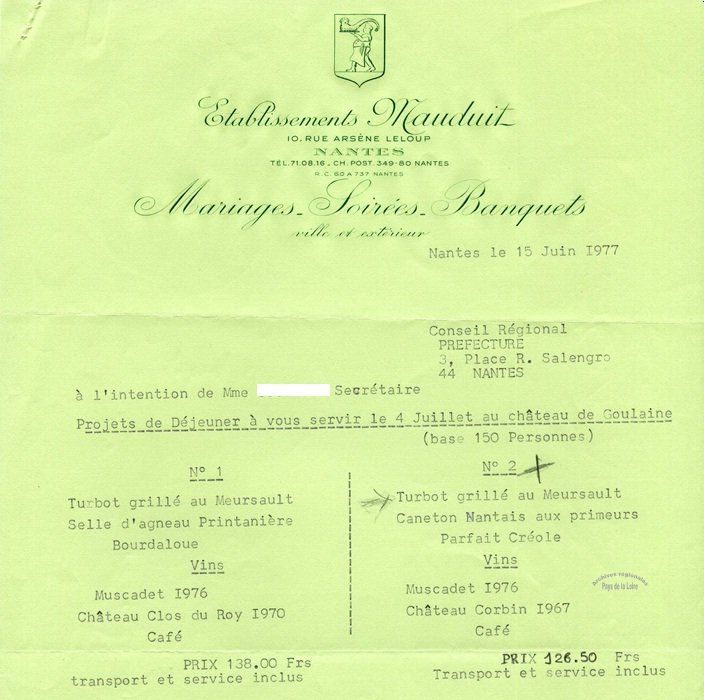 Etablissements Mauduit
10, RUE ARSÈNE LELOUP
NANTES
TÉL.71.08.16 _ CH. POST. 349-80 NANTES
R.C. 60 A 737 NANTES
Mariages_Soirées_Banquets
ville et extérieur
Nantes le 15 Juin I977
Conseil Régional
PREFECTURE
3, Place R. Salengro
44 NANTES
à l'intention de Mme Secrétaire
Projets de Déjeuner à vous servir le 4 Juillet au château de Goulaine
(base 150 Personnes)
N° 1
Turbot grillé au Meursault
Selle d'agneau Printanière
Bourdaloue
Vins
Muscadet I976
Château Clos du Roy I970
Café
PRIX 138.00 Frs
transport et service inclus
N° 2
Turbot grillé au Meursault
Caneton Nantais aux primeurs
Parfait Créole
Vins
Muscadet I976
Château Corbin I967
Café
PRIX 126.50 Frs
Transport et service inclus
Archives régionales
Pays de la Loire